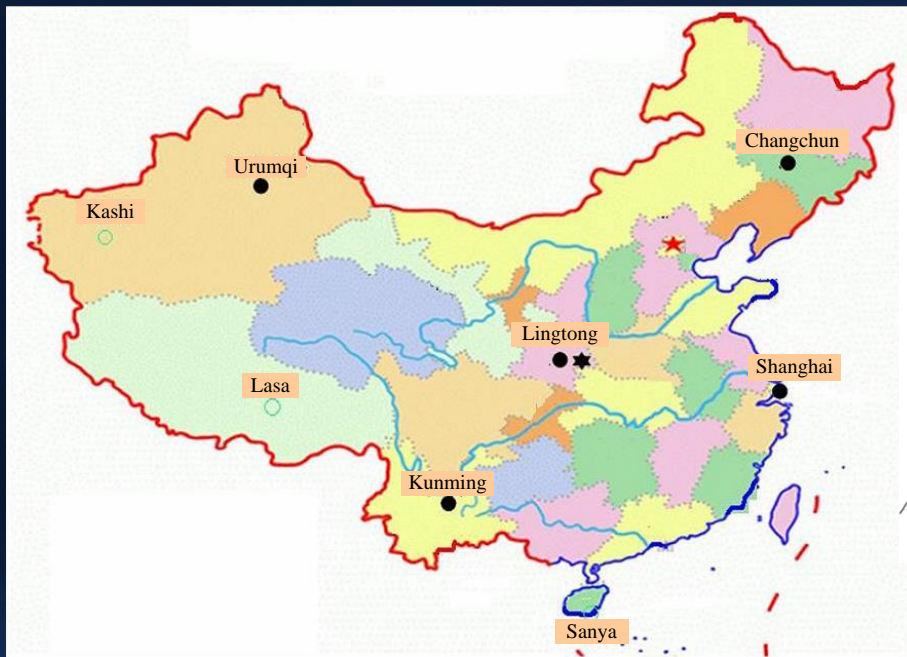 Changchun
Urumqi
Kashi
Lingtong
Shanghai
Lasa
Kunming
Sanya